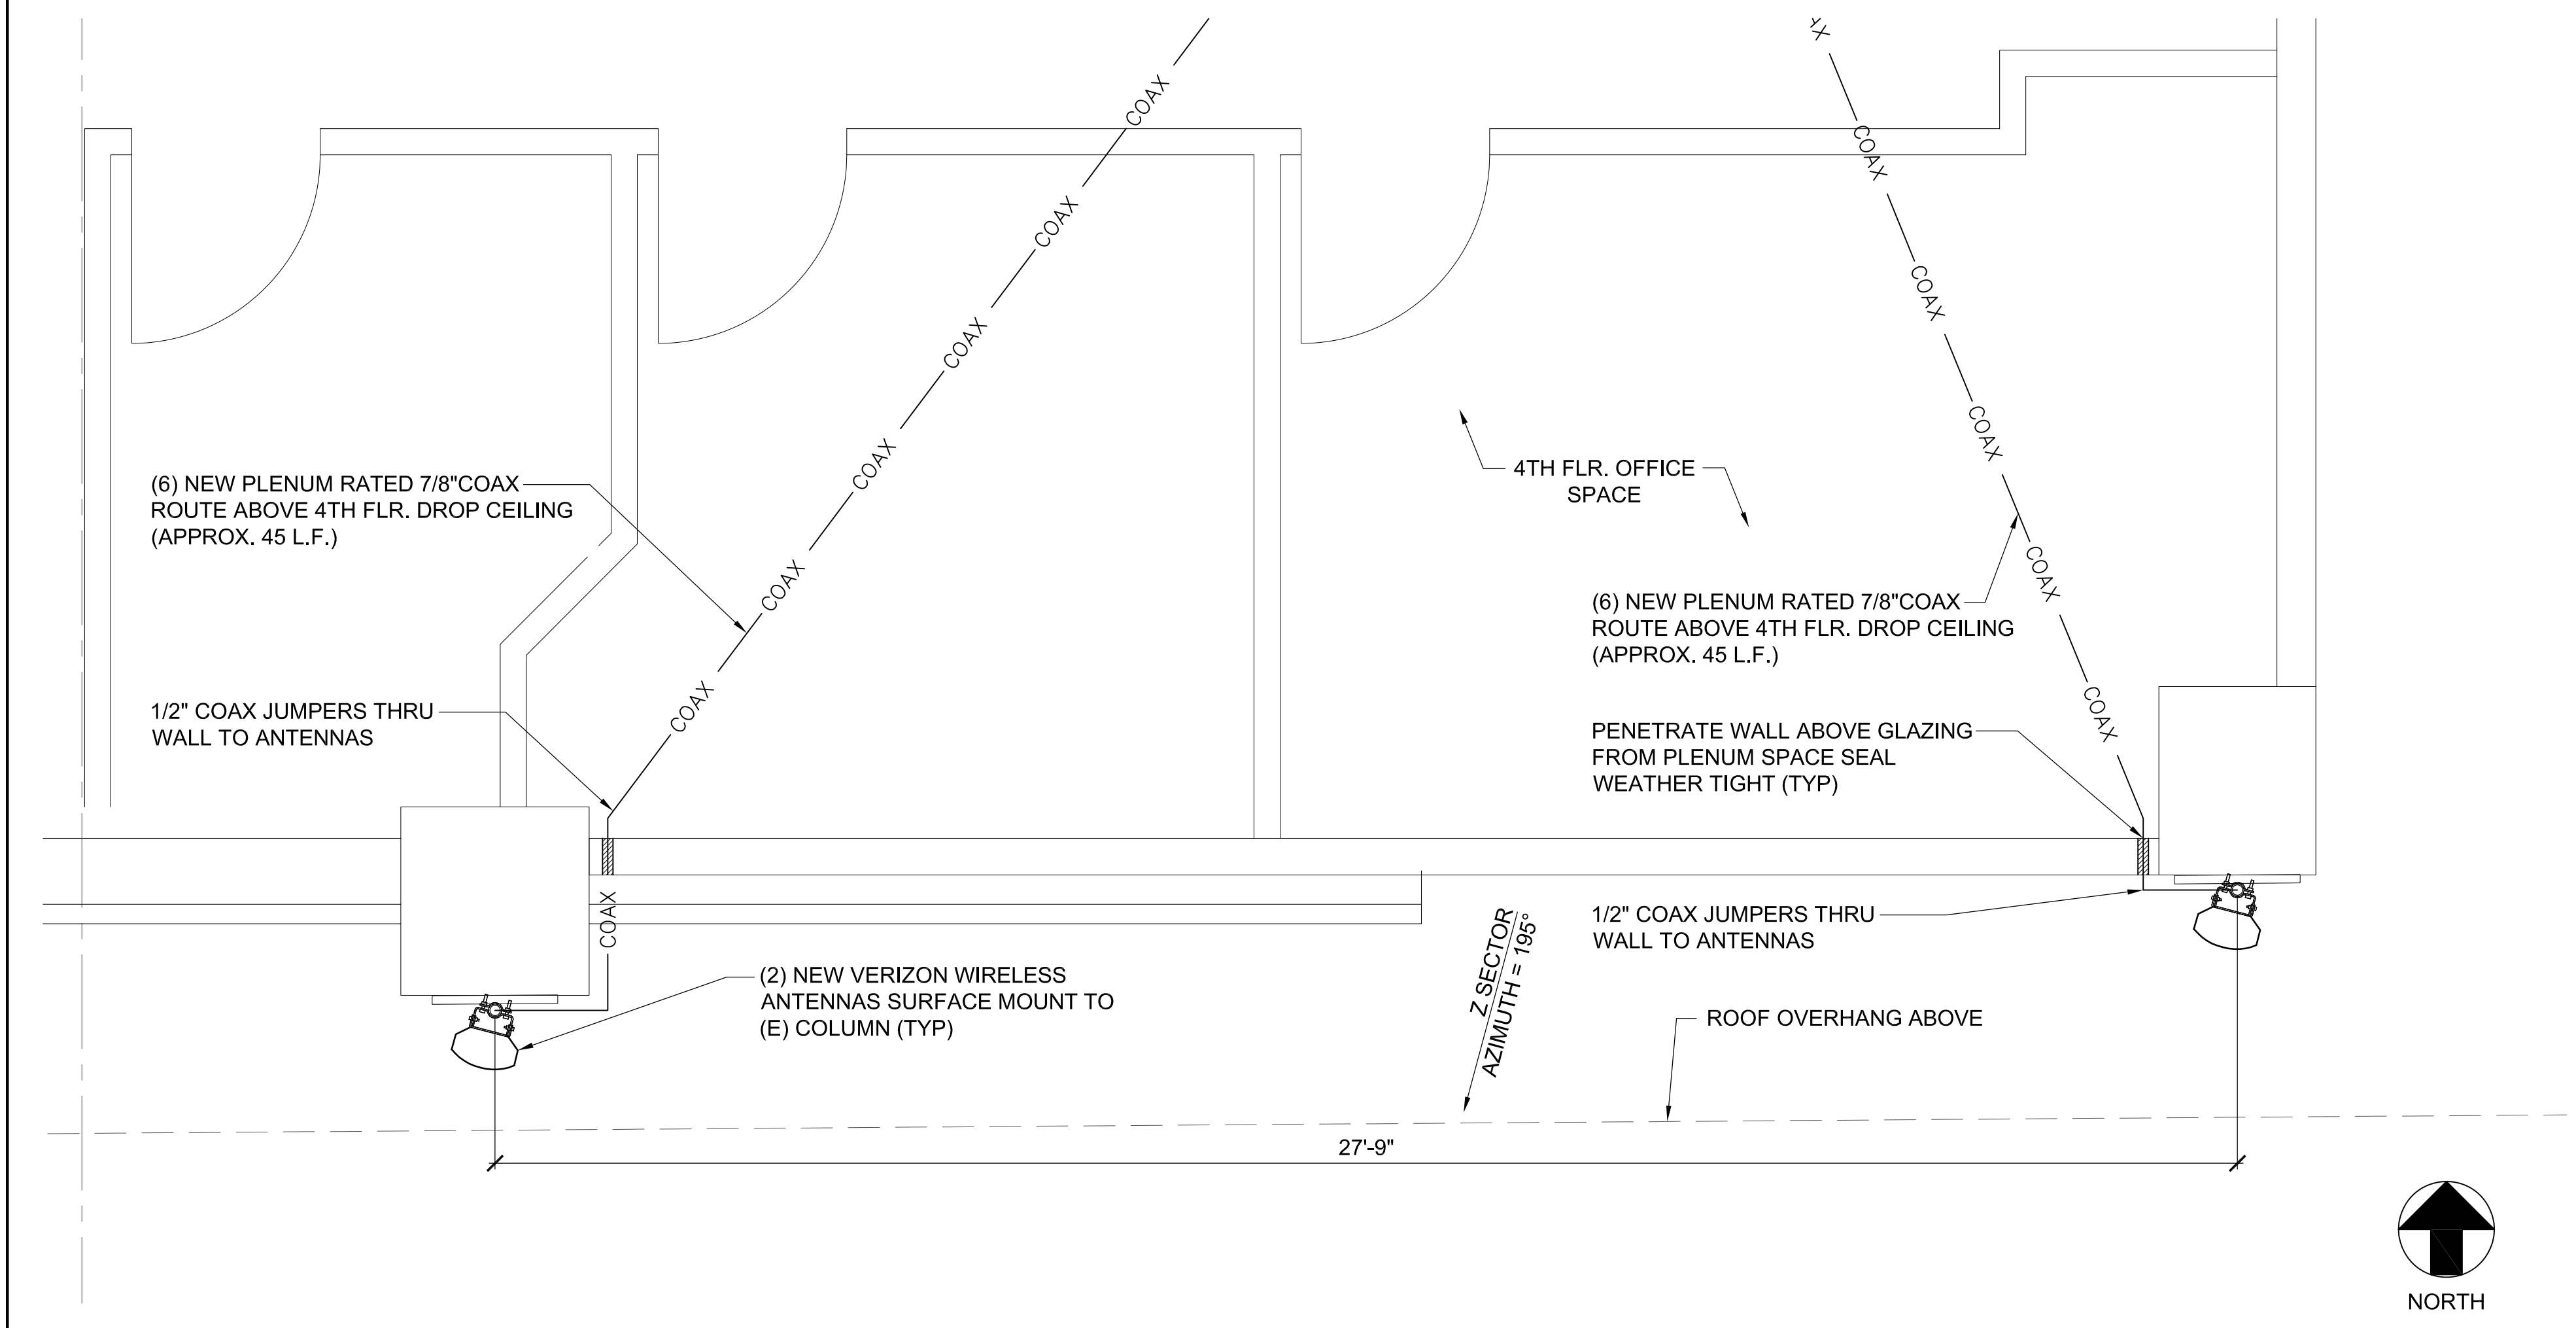 YX
COAX
COAX
COAX
COAX
COAX
COAX
COAX
COAX
COAX
COAX
COAX
COAX
COAX
(6) NEW PLENUM RATED 7/8"COAX
ROUTE ABOVE 4TH FLR. DROP CEILING
(APPROX. 45 L.F.)
4TH FLR. OFFICE
SPACE
(6) NEW PLENUM RATED 7/8"COAX
ROUTE ABOVE 4TH FLR. DROP CEILING
(APPROX. 45 L.F.)
1/2" COAX JUMPERS THRU
WALL TO ANTENNAS
PENETRATE WALL ABOVE GLAZING
FROM PLENUM SPACE SEAL
WEATHER TIGHT (TYP)
1/2" COAX JUMPERS THRU
WALL TO ANTENNAS
(2) NEW VERIZON WIRELESS
ANTENNAS SURFACE MOUNT TO
(E) COLUMN (TYP)
Z SECTOR
AZIMUTH = 195°
ROOF OVERHANG ABOVE
27'-9"
NORTH